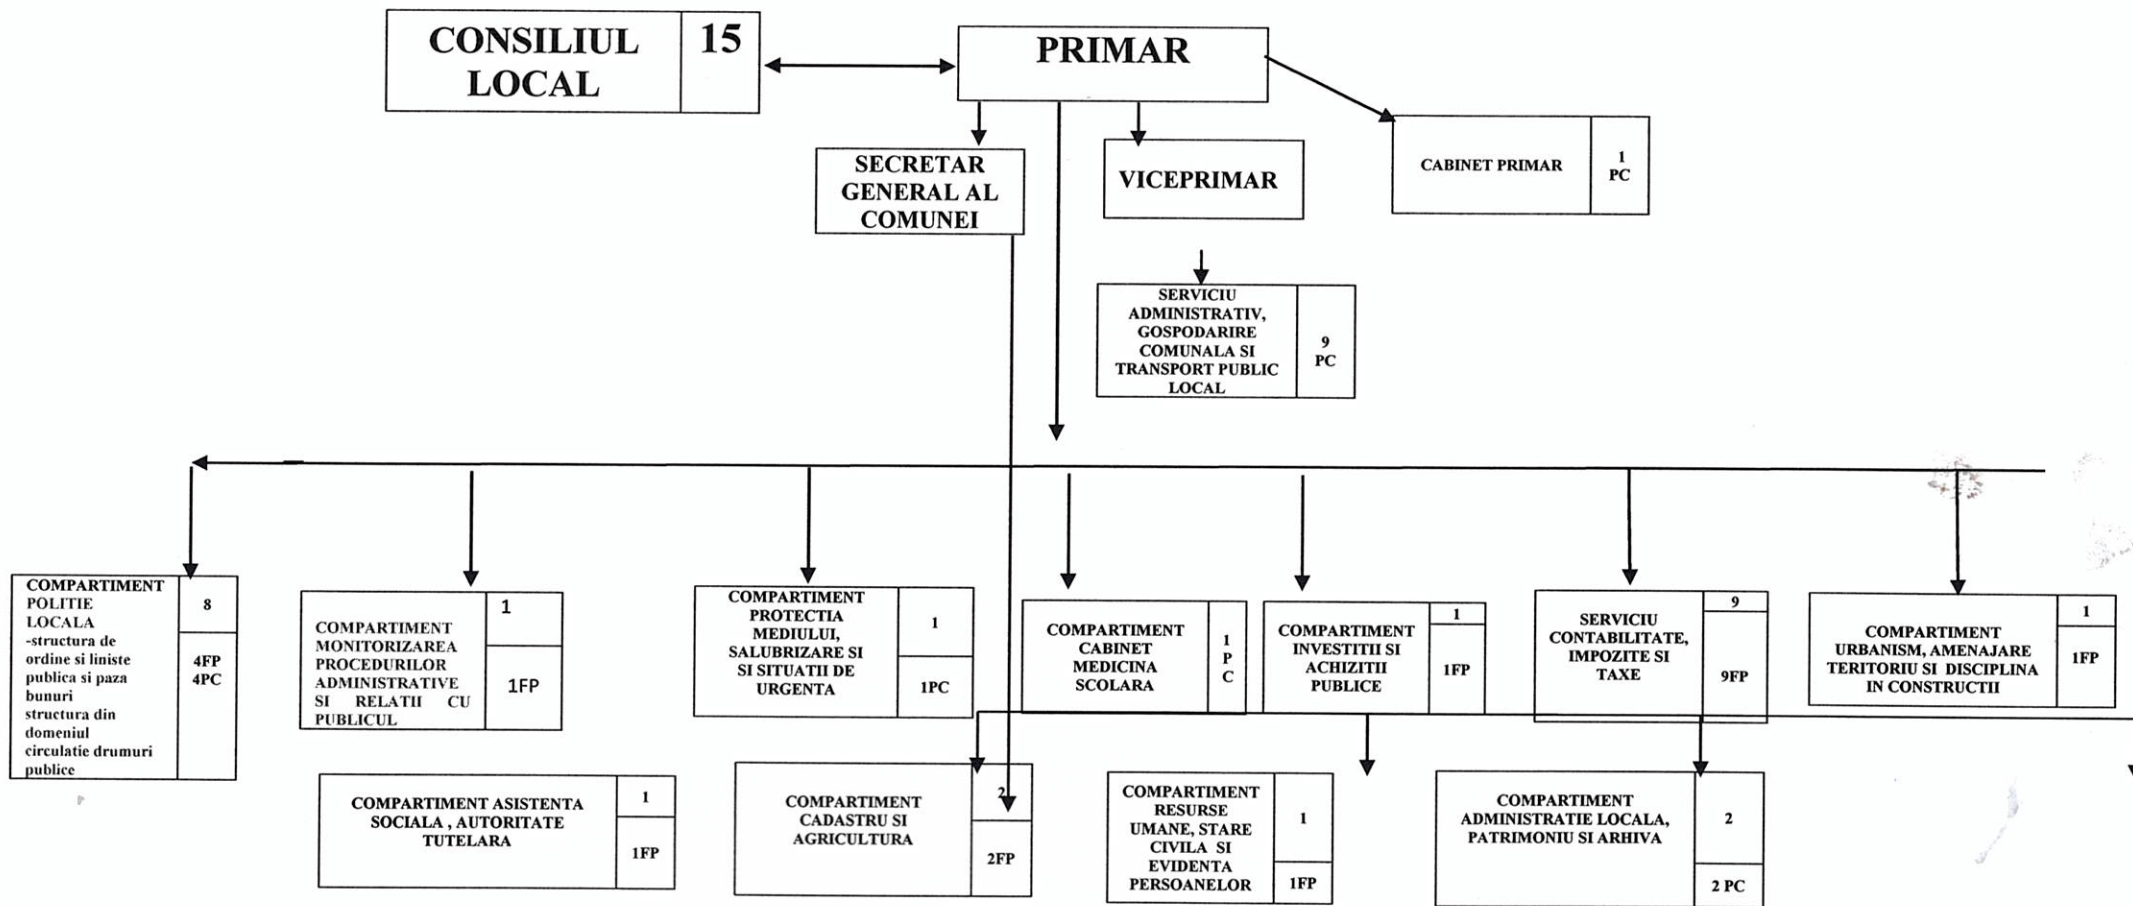 CONSILIUL
LOCAL
15
PRIMAR
SECRETAR
GENERAL AL
COMUNEI
VICEPRIMAR
CABINET PRIMAR
1
PC
SERVICIU
ADMINISTRATIV,
GOSPODARIRE
COMUNALA SI
TRANSPORT PUBLIC
LOCAL
9
PC
COMPARTIMENT
POLITIE
LOCALA
-structura de
ordine si liniste
publica si paza
bunuri
structura din
domeniul
circulatie drumuri
publice
8
4FP
4PC
COMPARTIMENT
MONITORIZAREA
PROCEDURILOR
ADMINISTRATIVE
SI RELATII CU
PUBLICUL
1
1FP
COMPARTIMENT
PROTECTIA
MEDIULUI,
SALUBRIZARE SI
SI SITUATII DE
URGENTA
1
1PC
COMPARTIMENT
CABINET
MEDICINA
SCOLARA
1
P
C
COMPARTIMENT
INVESTITII SI
ACHIZITII
PUBLICE
1
1FP
SERVICIU
CONTABILITATE,
IMPOZITE SI
TAXE
9
9FP
COMPARTIMENT
URBANISM, AMENAJARE
TERITORIU SI DISCIPLINA
IN CONSTRUCTII
1
1FP
COMPARTIMENT ASISTENTA
SOCIALA , AUTORITATE
TUTELARA
1
1FP
COMPARTIMENT
CADASTRU SI
AGRICULTURA
2
2FP
COMPARTIMENT
RESURSE
UMANE, STARE
CIVILA SI
EVIDENTA
PERSOANELOR
1
1FP
COMPARTIMENT
ADMINISTRATIE LOCALA,
PATRIMONIU SI ARHIVA
2
2 PC